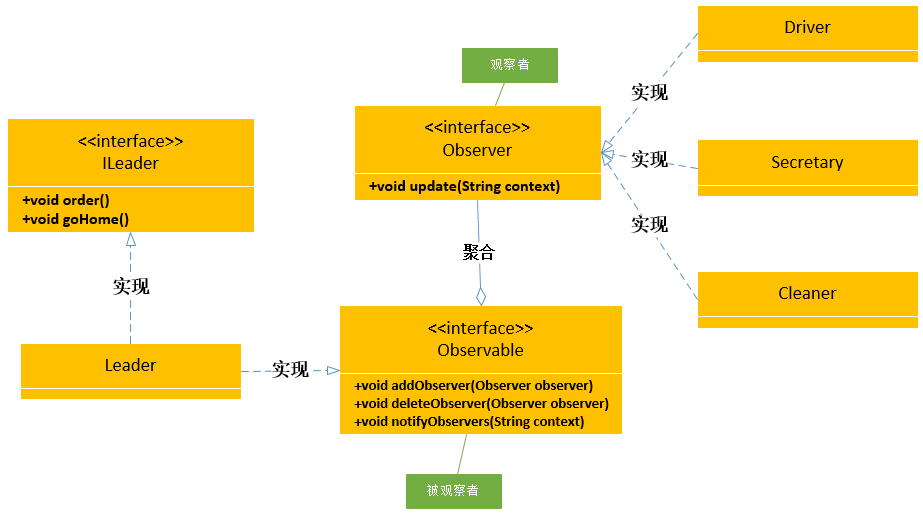 Driver
观察者
实现
<<interface>>
Observer
+void update(String context)
<<interface>>
ILeader
+void order()
+void goHome()
实现
Secretary
实现
聚合
实现
Cleaner
<<interface>>
Observable
+void addObserver(Observer observer)
+void deleteObserver(Observer observer)
+void notifyObservers(String context)
Leader
实现
被观察者